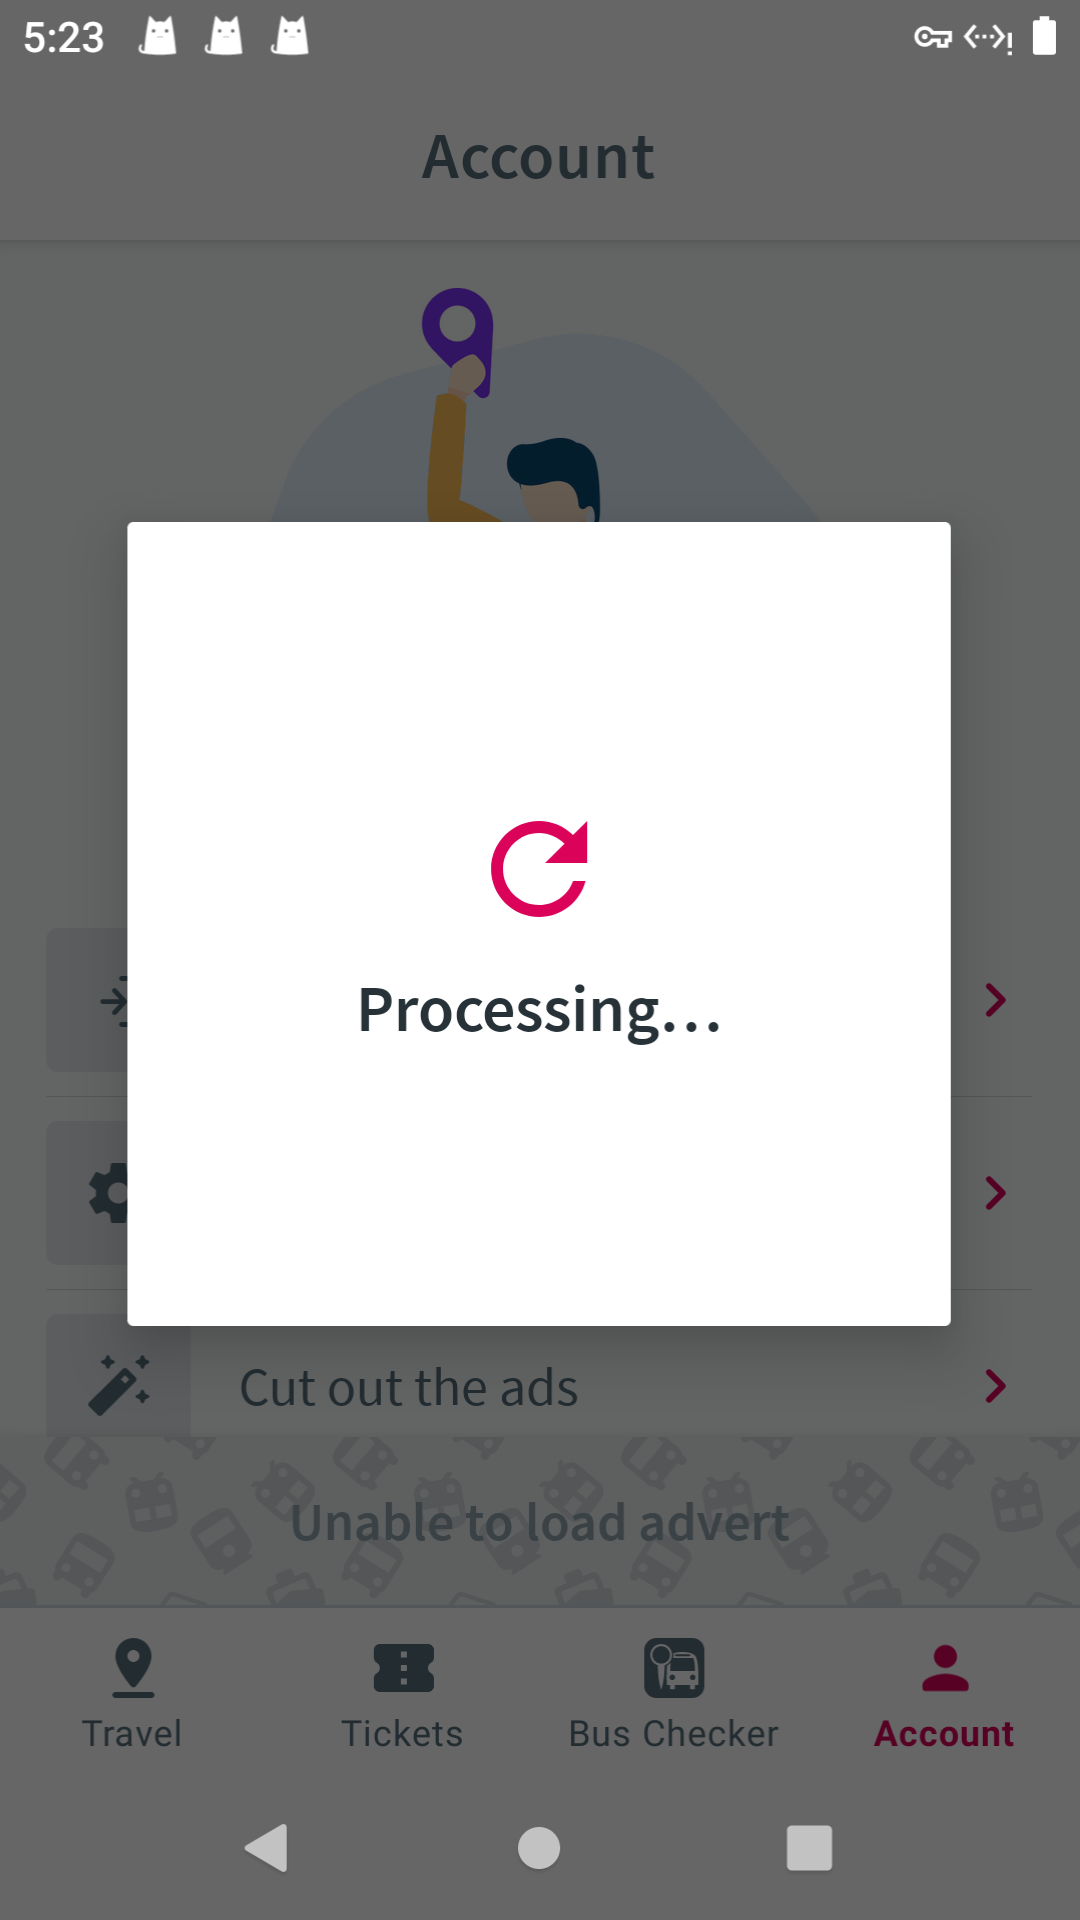 5:23
Account
Processing...
Cut out the ads
Unable to load advert
Travel
Tickets
Bus Checker
Account